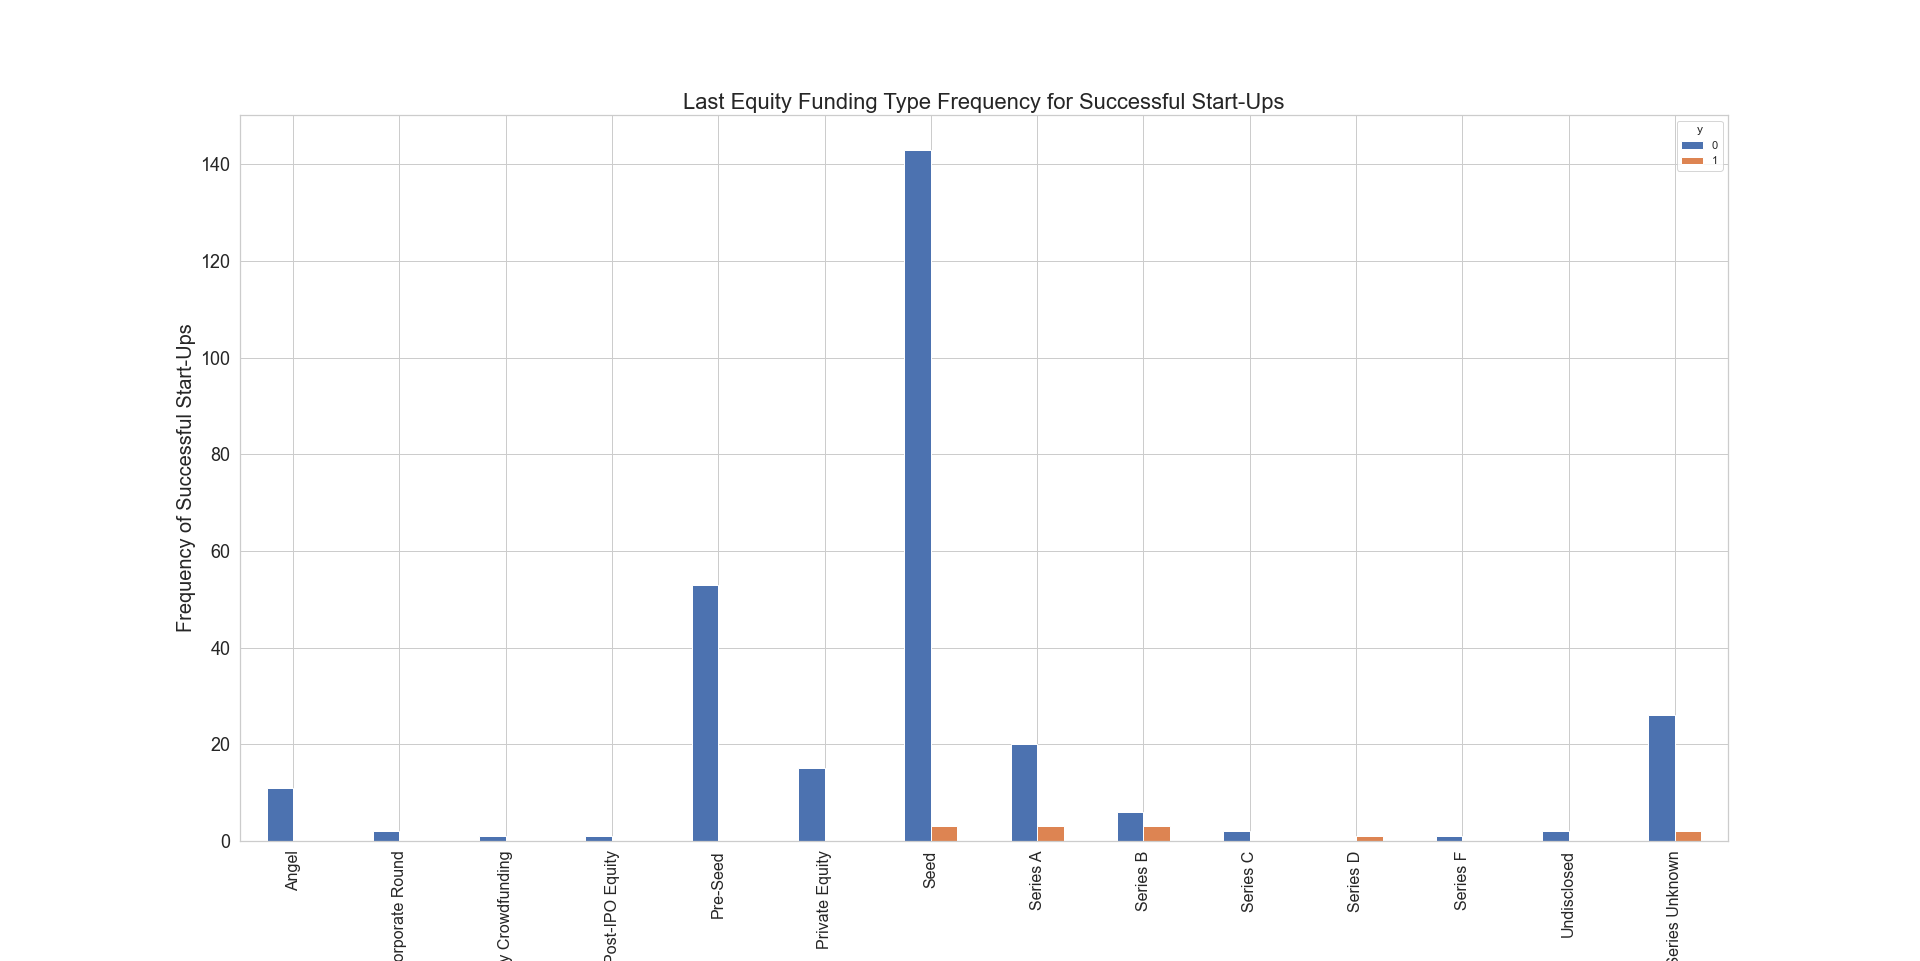 Last Equity Funding Type Frequency for Successful Start-Ups
y
0
1
Frequency of Successful Start-Ups
140
120
100
80
60
40
20
0
Angel
orporate Round
y Crowdfunding
Post-IPO Equity
Pre-Seed
Private Equity
Seed
Series A
Series B
Series C
Series D
Series F
Undisclosed
Series Unknown